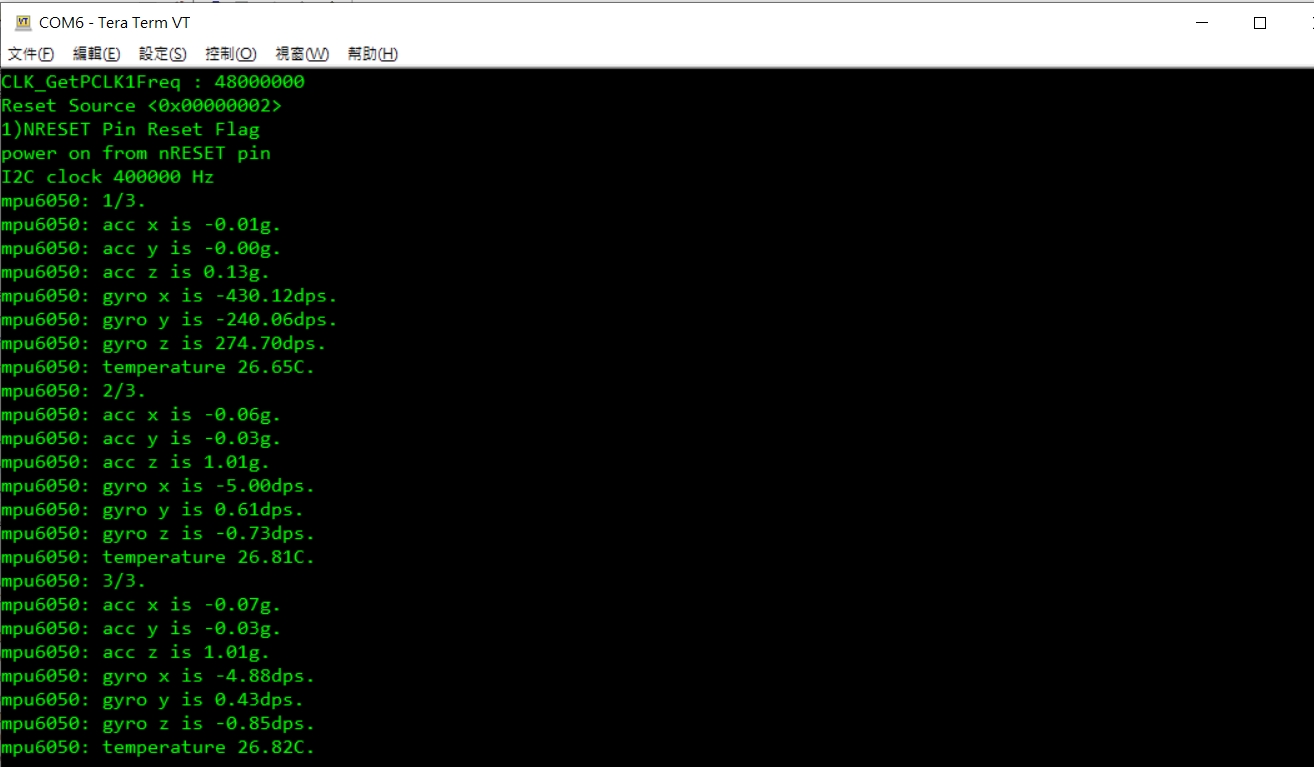 COM6 - Tera Term VT
文件(F) 編輯(E) 設定(S) 控制(O) 視窗(W) 幫助(H)
CLK_GetPCLK1Freq : 48000000
Reset Source <0x00000002>
1)NRESET Pin Reset Flag
power on from nRESET pin
I2C clock 400000 Hz
mpu6050: 1/3.
mpu6050: acc x is -0.01g.
mpu6050: acc y is -0.00g.
mpu6050: acc z is 0.13g.
mpu6050: gyro x is -430.12dps.
mpu6050: gyro y is -240.06dps.
mpu6050: gyro z is 274.70dps.
mpu6050: temperature 26.65C.
mpu6050: 2/3.
mpu6050: acc x is -0.06g.
mpu6050: acc y is -0.03g.
mpu6050: acc z is 1.01g.
mpu6050: gyro x is -5.00dps.
mpu6050: gyro y is 0.61dps.
mpu6050: gyro z is -0.73dps.
mpu6050: temperature 26.81C.
mpu6050: 3/3.
mpu6050: acc x is -0.07g.
mpu6050: acc y is -0.03g.
mpu6050: acc z is 1.01g.
mpu6050: gyro x is -4.88dps.
mpu6050: gyro y is 0.43dps.
mpu6050: gyro z is -0.85dps.
mpu6050: temperature 26.82C.